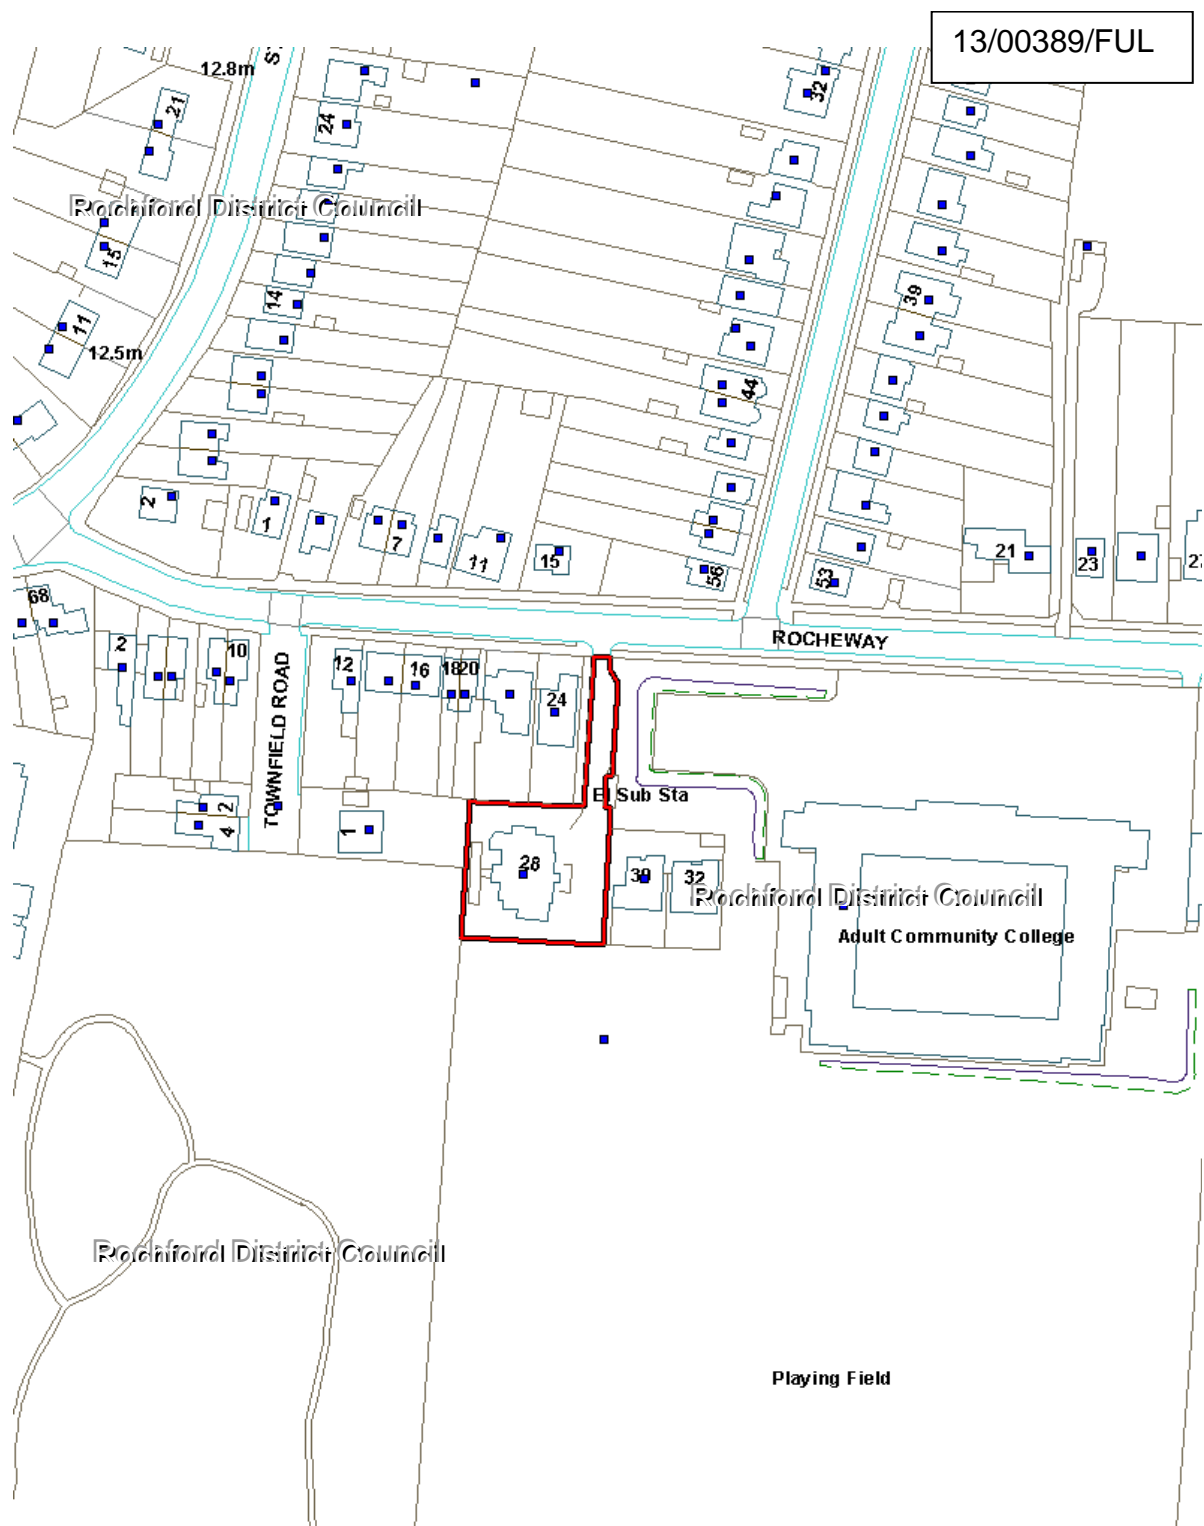 13/00389/FUL
12.8m
21
24
32
Rochford District Council
15
14
39
11
12.5m
44
2
1
7
11
15
56
53
21
23
27
68
ROCHEWAY
2
10
12
16
18
20
24
TOWNFIELD ROAD
El Sub Sta
2
4
1
28
30
32
Rochford District Council
Adult Community College
Rochford District Council
Playing Field